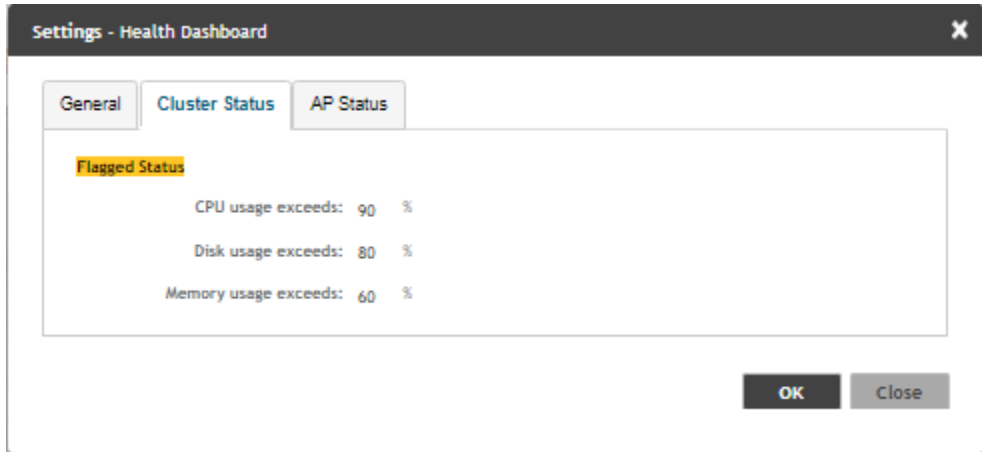 Settings - Health Dashboard
General Cluster Status AP Status
Flagged Status
CPU usage exceeds: 90 %
Disk usage exceeds: 80 %
Memory usage exceeds: 60 %
OK Close